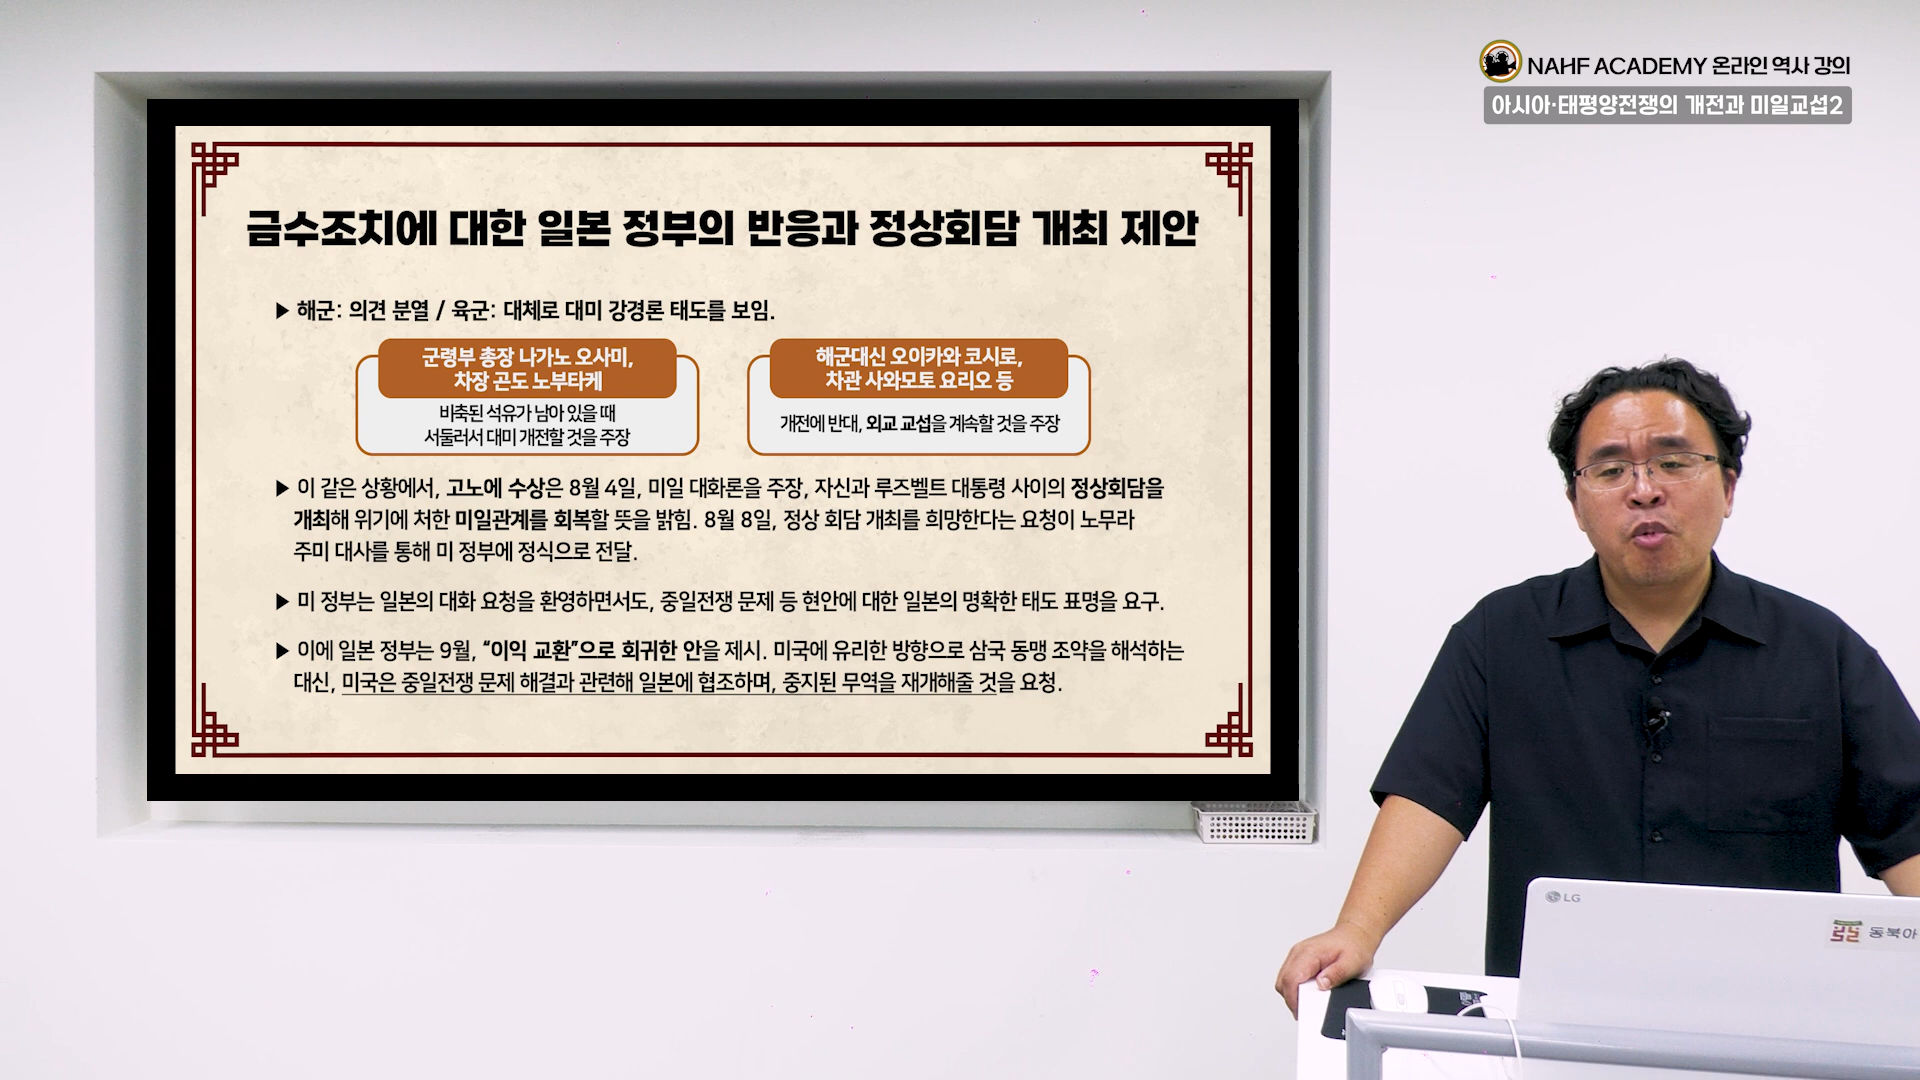 NAHF ACADEMY 온라인 역사 강의
아시아·태평양전쟁의 개전과 미일교섭2
금수조치에 대한 일본 정부의 반응과 정상회담 개최 제안
▶ 해군: 의견 분열 / 육군: 대체로 대미 강경론 태도를 보임.
군령부 총장 나가노 오사미,
차장 곤도 노부타케
비축된 석유가 남아 있을 때
서둘러서 대미 개전할 것을 주장
해군대신 오이카와 코시로,
차관 사와모토 요리오 등
개전에 반대, 외교 교섭을 계속할 것을 주장
▶ 이 같은 상황에서, 고노에 수상은 8월 4일, 미일 대화론을 주장, 자신과 루즈벨트 대통령 사이의 정상회담을
개최해 위기에 처한 미일관계를 회복할 뜻을 밝힘. 8월 8일, 정상 회담 개최를 희망한다는 요청이 노무라
주미 대사를 통해 미 정부에 정식으로 전달.
▶ 미 정부는 일본의 대화 요청을 환영하면서도, 중일전쟁 문제 등 현안에 대한 일본의 명확한 태도 표명을 요구.
▶ 이에 일본 정부는 9월, “이익 교환”으로 회귀한 안을 제시. 미국에 유리한 방향으로 삼국 동맹 조약을 해석하는
대신, 미국은 중일전쟁 문제 해결과 관련해 일본에 협조하며, 중지된 무역을 재개해줄 것을 요청.
LG
동북아